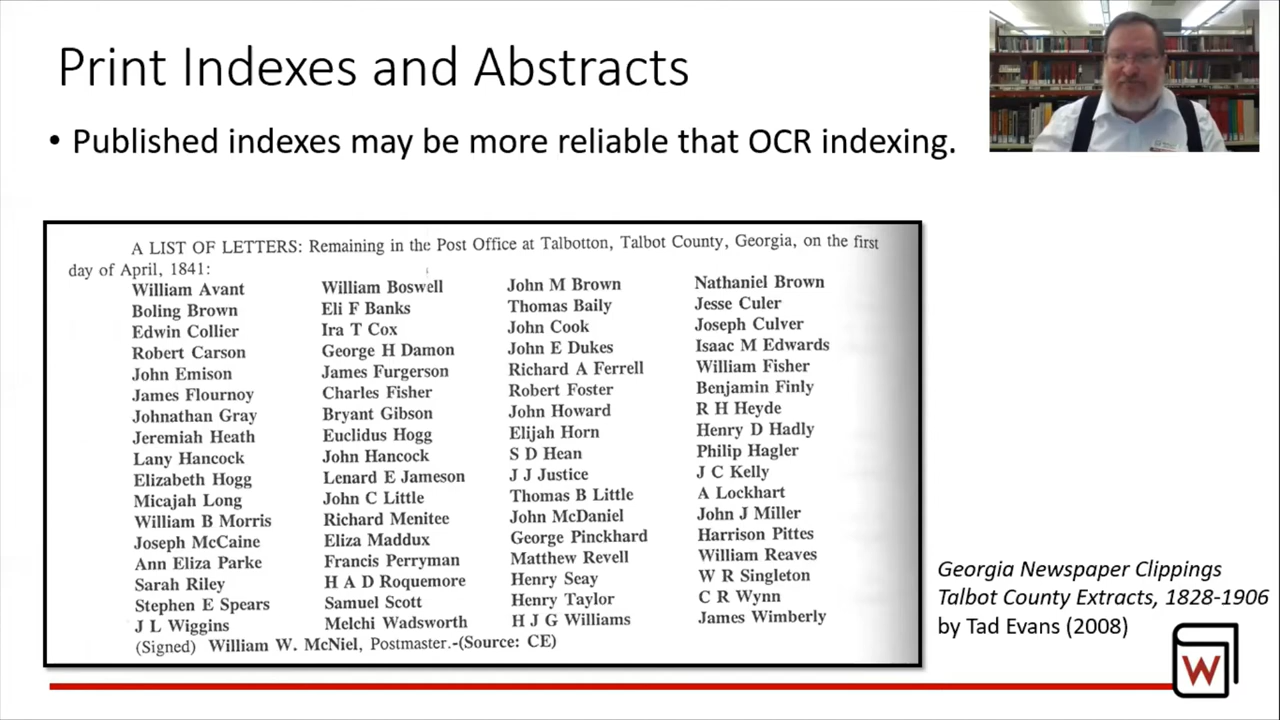 Print Indexes and Abstracts
• Published indexes may be more reliable that OCR indexing.
A LIST OF LETTERS: Remaining in the Post Office at Talbotton, Talbot County, Georgia, on the first
day of April, 1841:
William Avant William Boswell John M Brown Nathaniel Brown
Boling Brown Eli F Banks Thomas Baily Jesse Culer
Edwin Collier Ira T Cox John Cook Joseph Culver
Robert Carson George H Damon John E Dukes Isaac M Edwards
John Emison James Furgerson Richard A Ferrell William Fisher
James Flournoy Charles Fisher Robert Foster Benjamin Finly
Johnathan Gray Bryant Gibson John Howard R H Heyde
Jeremiah Heath Euclidus Hogg Elijah Horn Henry D Hadly
Lany Hancock John Hancock S D Hean Philip Hagler
Elizabeth Hogg Lenard E Jameson J J Justice J C Kelly
Micajah Long John C Little Thomas B Little A Lockhart
William B Morris Richard Menitee John McDaniel John J Miller
Joseph McCaine Eliza Maddux George Pinckhard Harrison Pittes
Ann Eliza Parke Francis Perryman Matthew Revell William Reaves
Sarah Riley H A D Roquemore Henry Seay W R Singleton
Stephen E Spears Samuel Scott Henry Taylor C R Wynn
J L Wiggins Melchi Wadsworth H J G Williams James Wimberly
(Signed) William W. McNiel, Postmaster.-(Source: CE)
Georgia Newspaper Clippings
Talbot County Extracts, 1828-1906
by Tad Evans (2008)
W